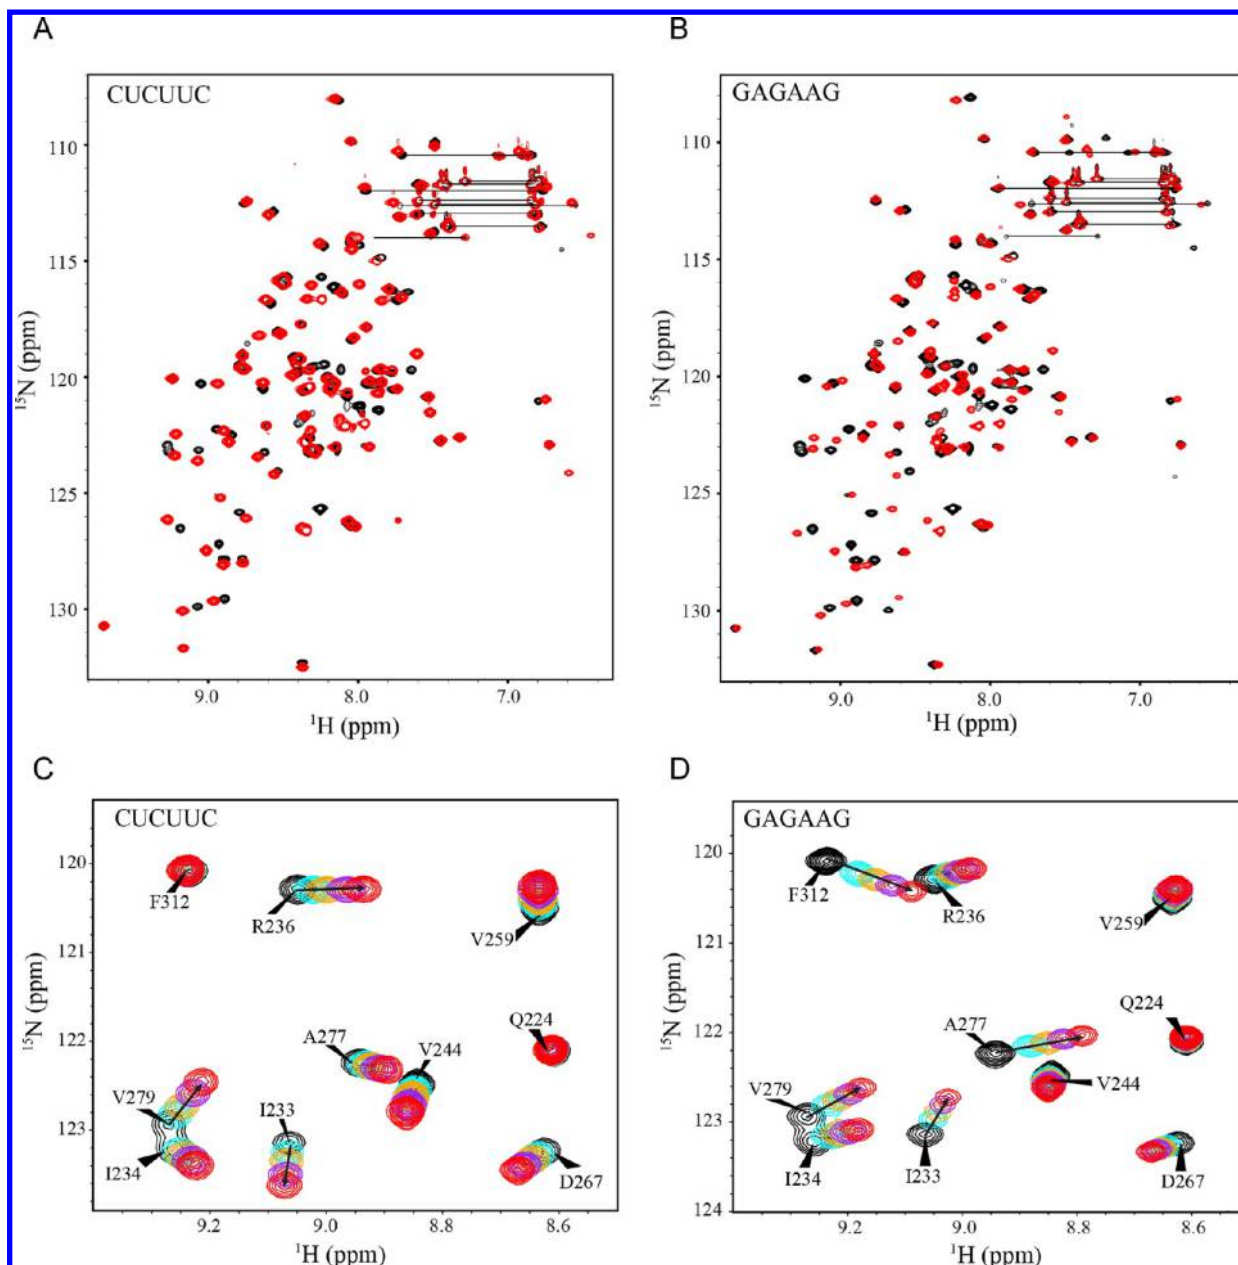 A
B
CUCUUC
GAGAAG
110
115
120
125
130
¹⁵N (ppm)
9.0 8.0 7.0
¹H (ppm)
110
115
120
125
130
¹⁵N (ppm)
9.0 8.0 7.0
¹H (ppm)
C
D
CUCUUC
120
121
122
123
¹⁵N (ppm)
F312
R236
V259
Q224
A277
V244
V279
I233
I234
D267
9.2 9.0 8.8 8.6
¹H (ppm)
GAGAAG
120
121
122
123
124
¹⁵N (ppm)
F312
R236
V259
Q224
A277
V244
V279
I234
I233
D267
9.2 9.0 8.8 8.6
¹H (ppm)